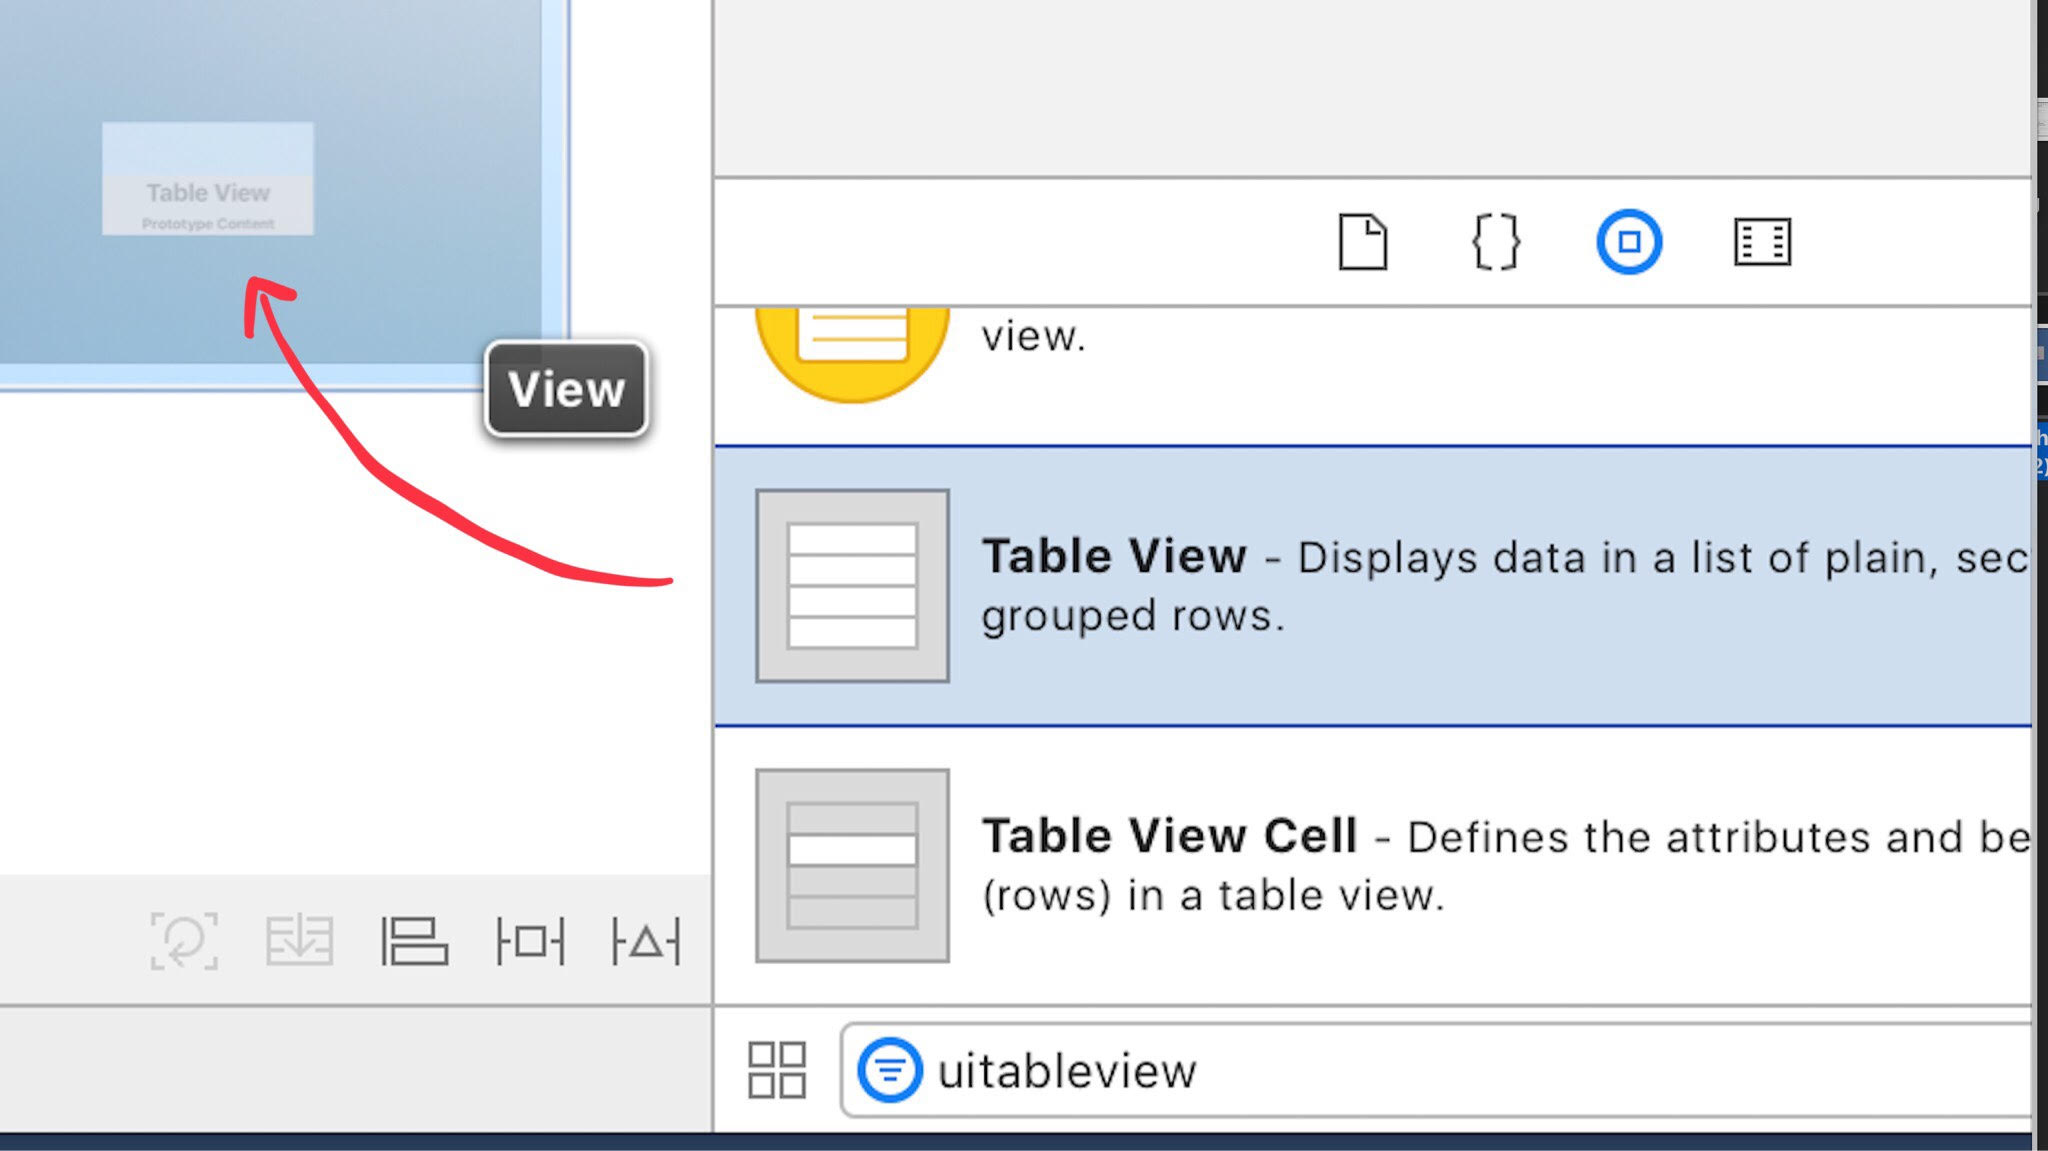 Table View
Prototype Content
View
view.
Table View - Displays data in a list of plain, sec
grouped rows.
Table View Cell - Defines the attributes and be
(rows) in a table view.
uitableview